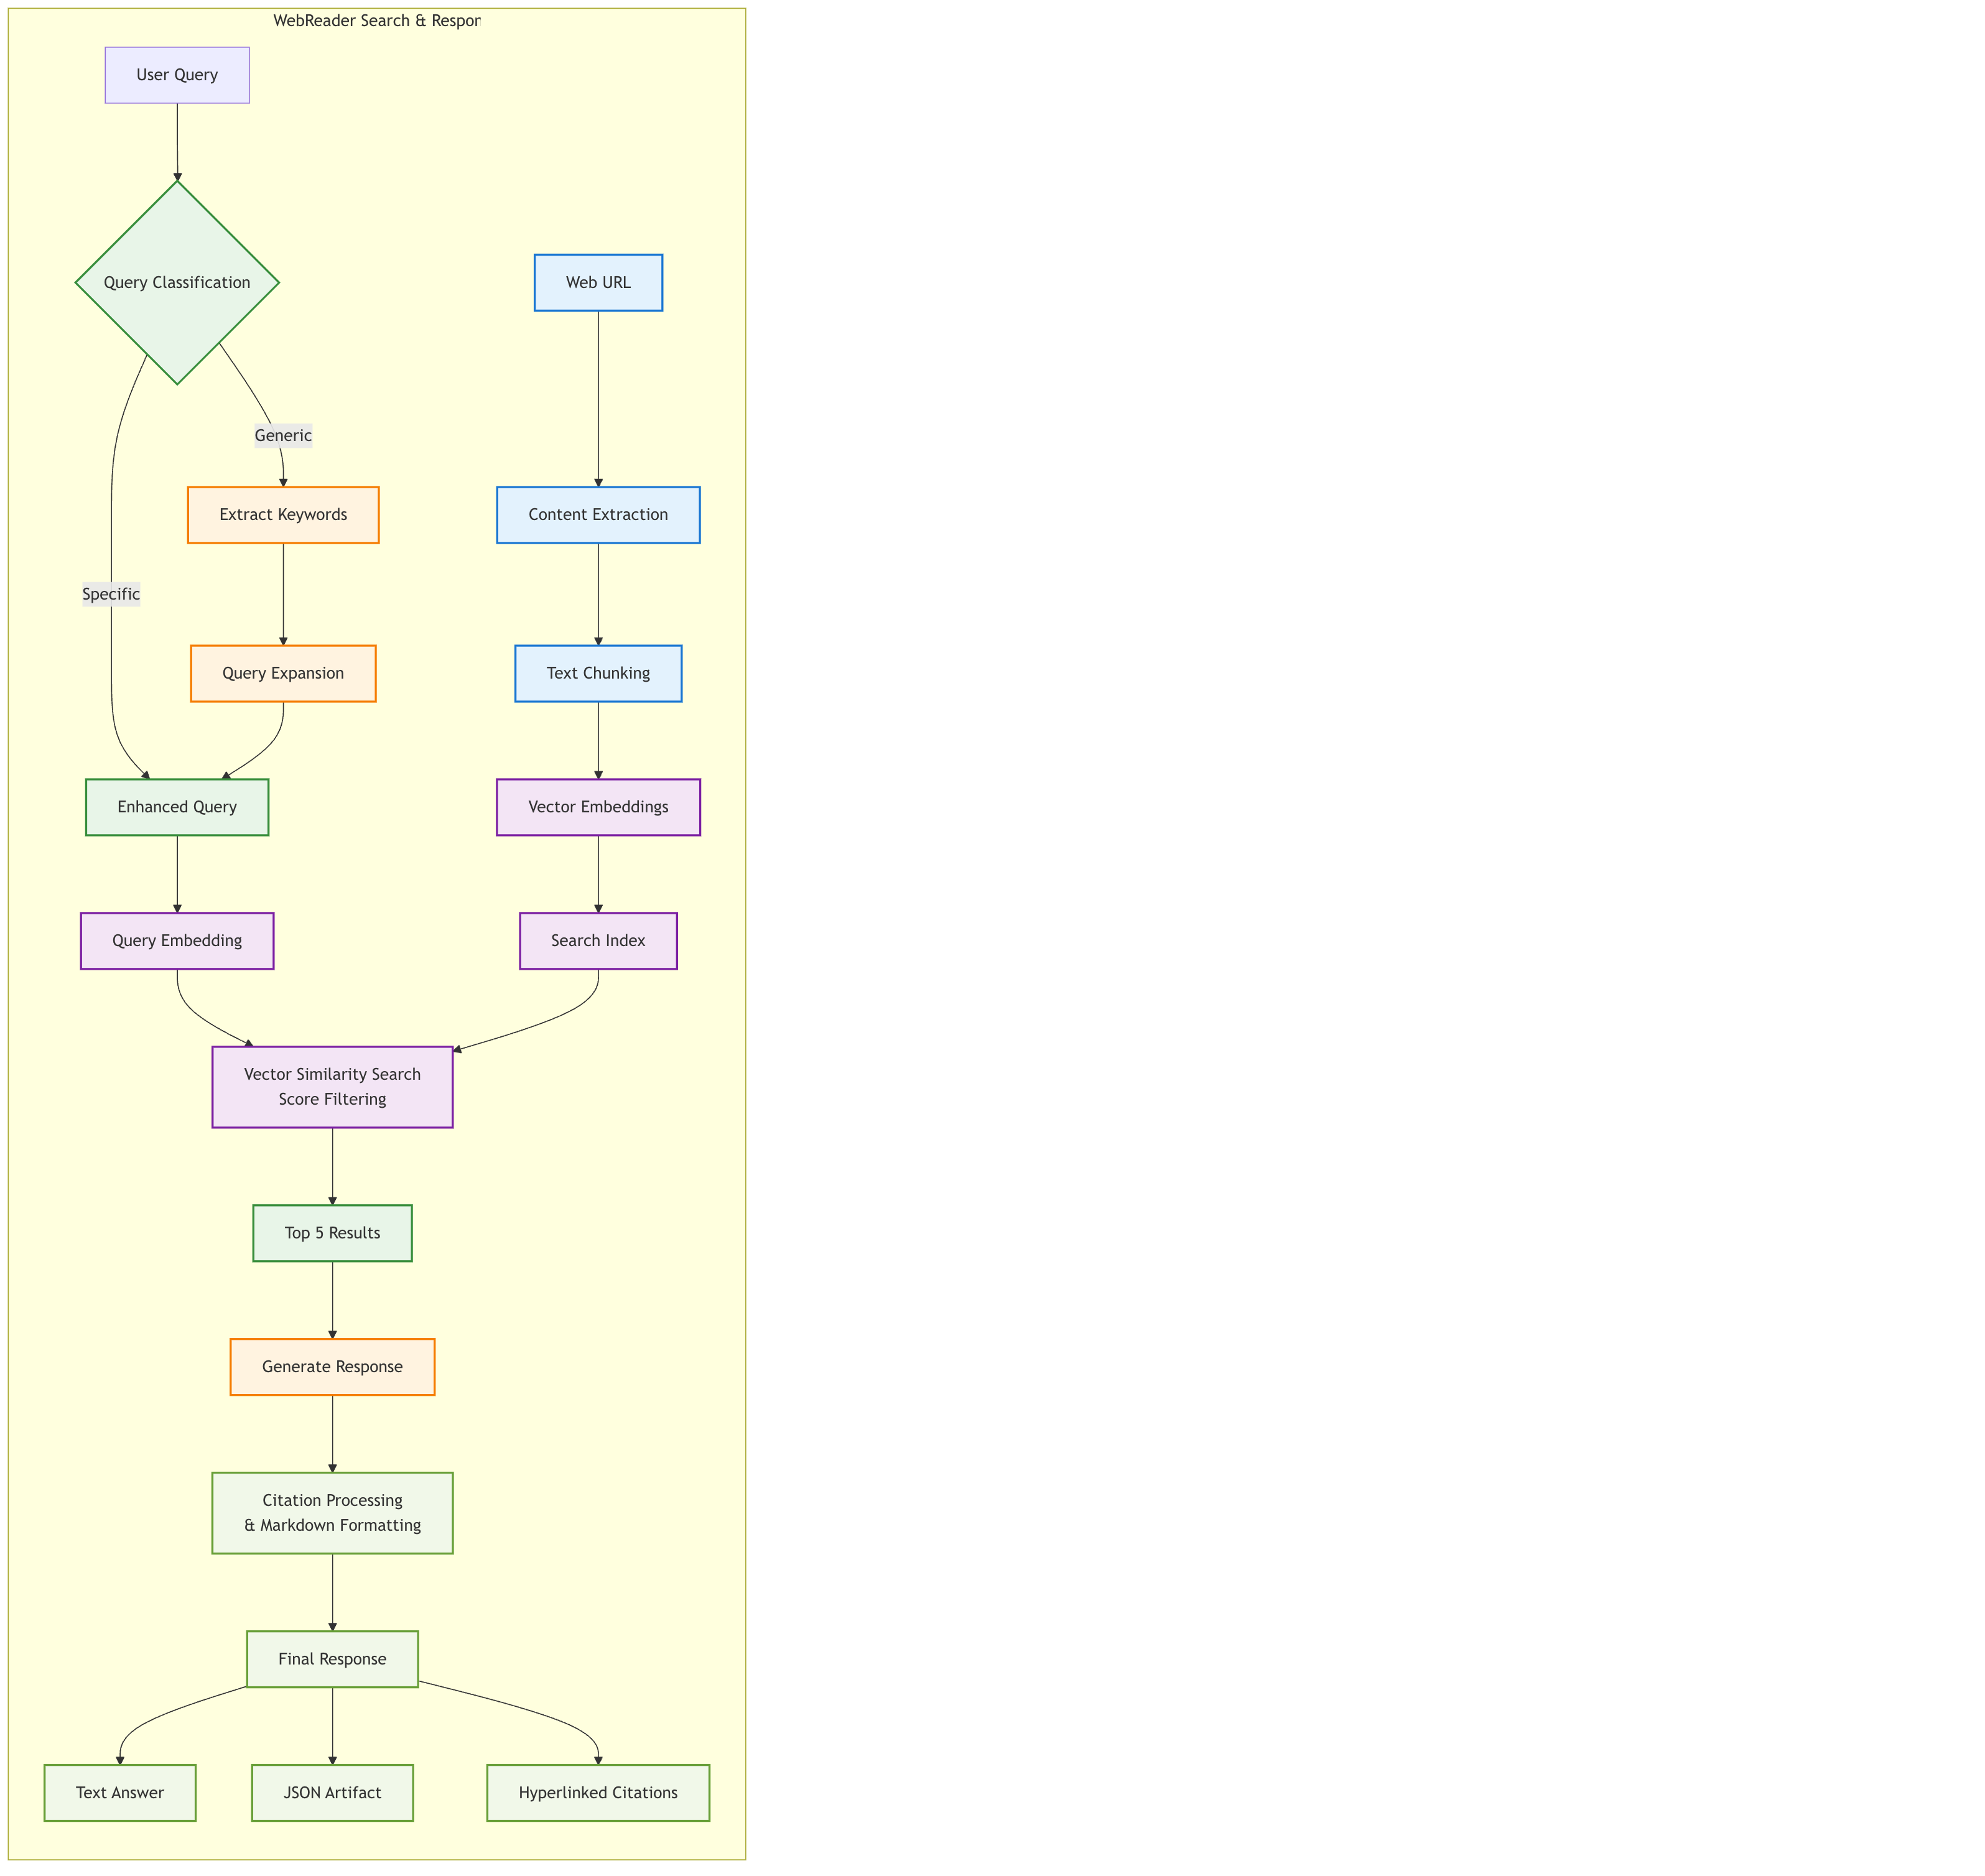 WebReader Search & Respon
User Query
Query Classification
Web URL
Generic
Extract Keywords
Content Extraction
Specific
Query Expansion
Text Chunking
Enhanced Query
Vector Embeddings
Query Embedding
Search Index
Vector Similarity Search
Score Filtering
Top 5 Results
Generate Response
Citation Processing
& Markdown Formatting
Final Response
Text Answer
JSON Artifact
Hyperlinked Citations